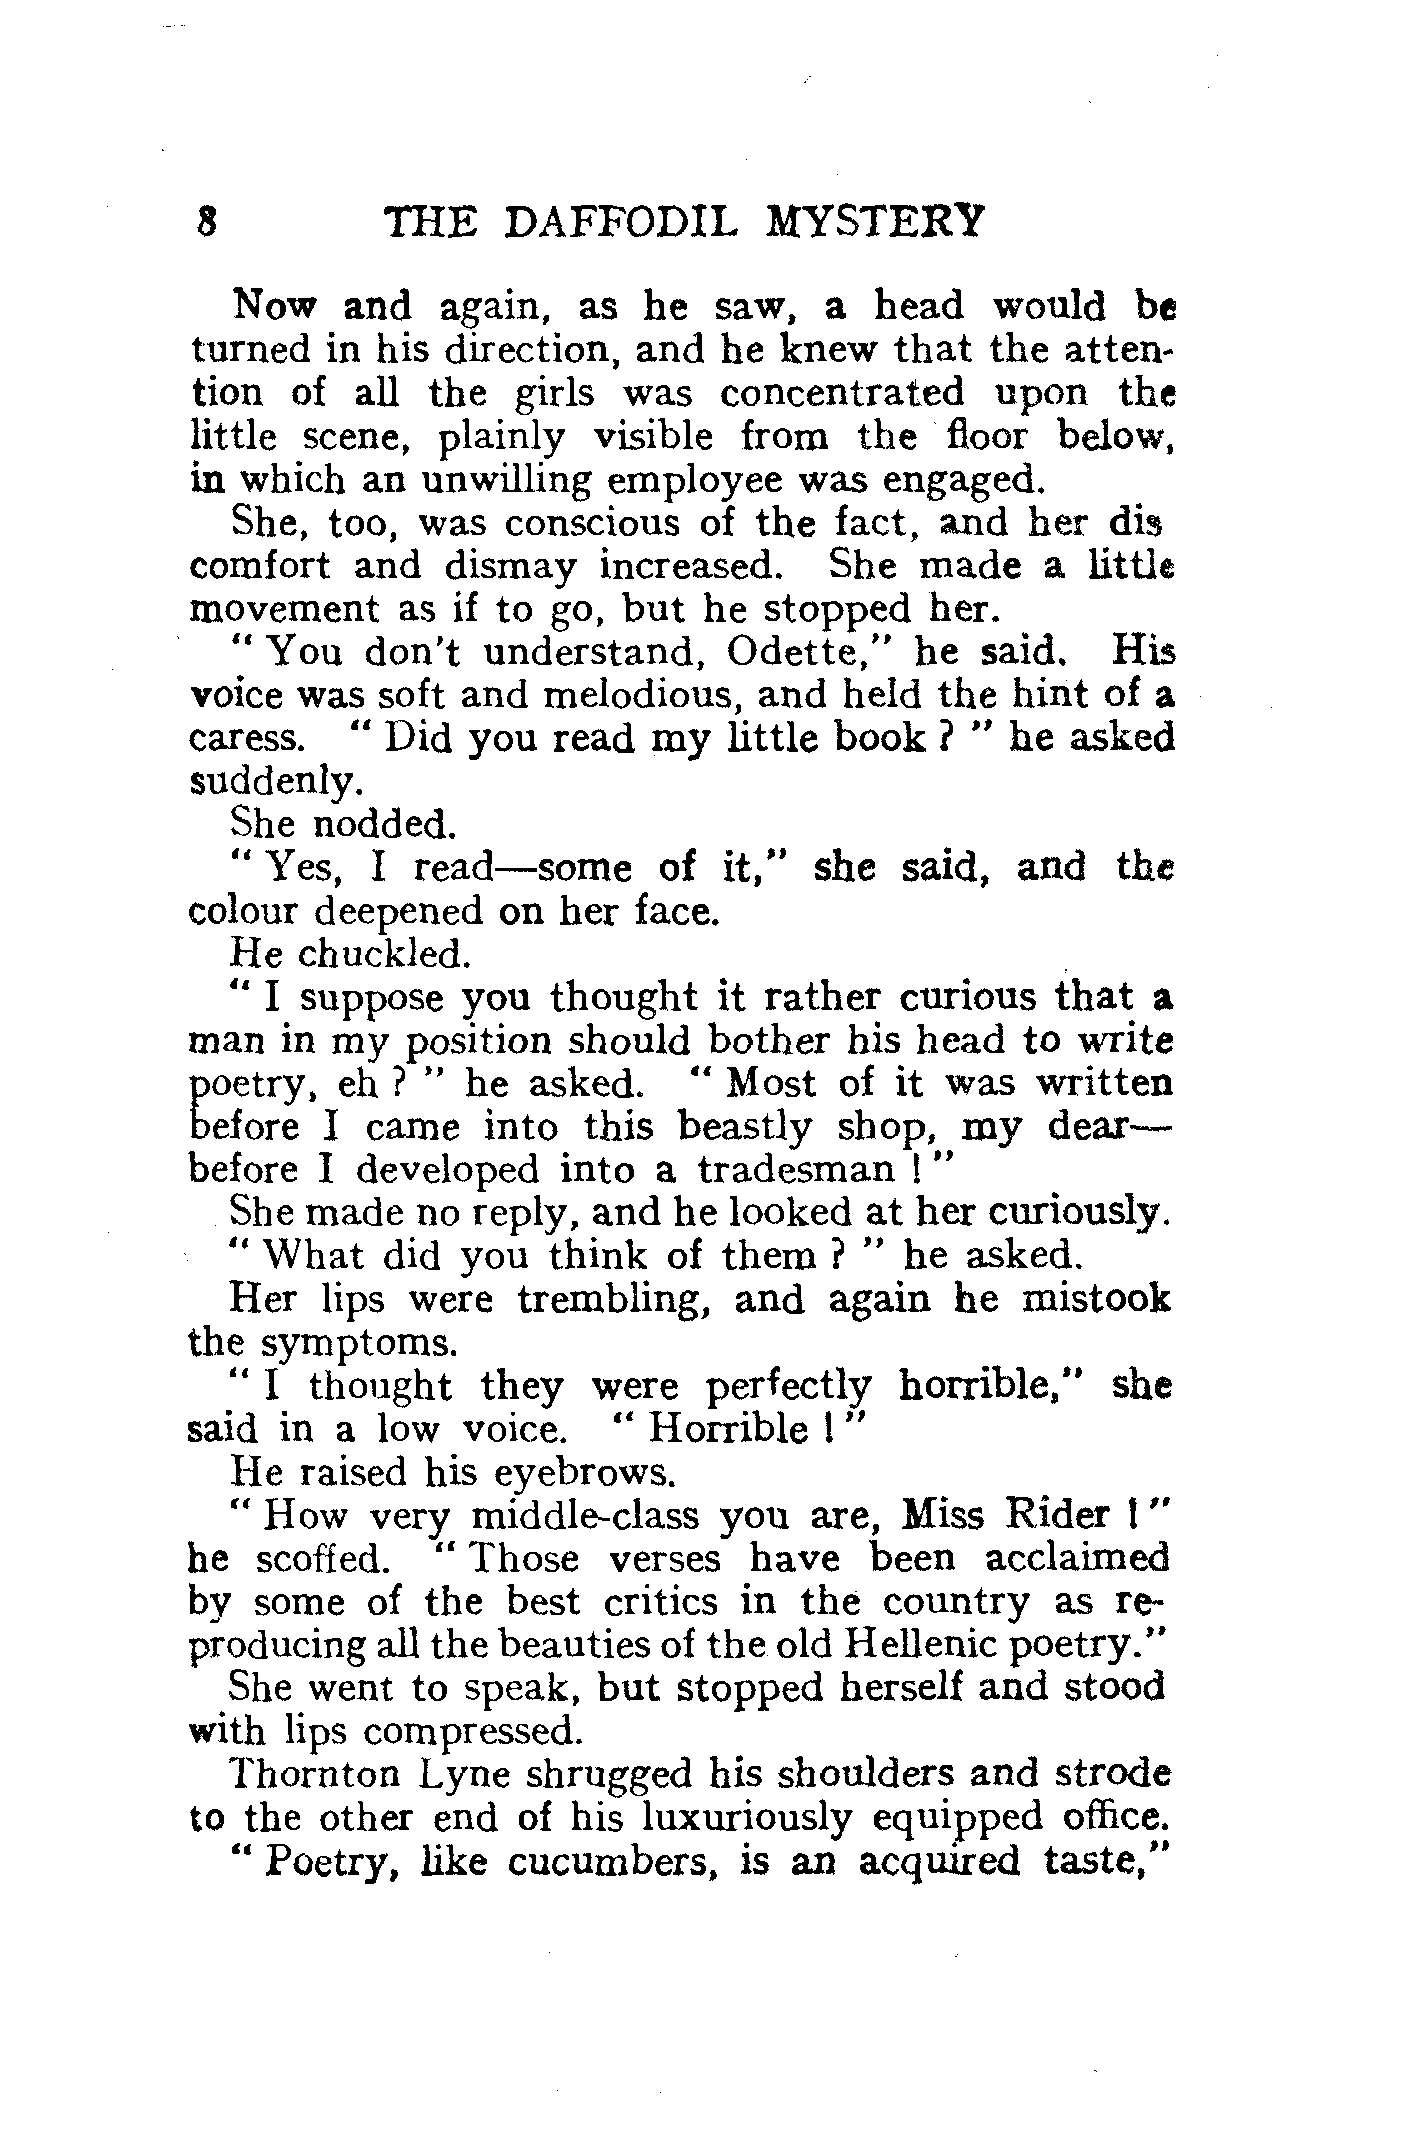 8 THE DAFFODIL MYSTERY
Now and again, as he saw, a head would be
turned in his direction, and he knew that the atten-
tion of all the girls was concentrated upon the
little scene, plainly visible from the floor below,
in which an unwilling employee was engaged.
She, too, was conscious of the fact, and her dis
comfort and dismay increased. She made a little
movement as if to go, but he stopped her.
" You don't understand, Odette," he said. His
voice was soft and melodious, and held the hint of a
caress. " Did you read my little book ? " he asked
suddenly.
She nodded.
" Yes, I read—some of it," she said, and the
colour deepened on her face.
He chuckled.
" I suppose you thought it rather curious that a
man in my position should bother his head to write
poetry, eh ? " he asked. " Most of it was written
before I came into this beastly shop, my dear—
before I developed into a tradesman ! "
She made no reply, and he looked at her curiously.
" What did you think of them ? " he asked.
Her lips were trembling, and again he mistook
the symptoms.
" I thought they were perfectly horrible," she
said in a low voice. " Horrible ! "
He raised his eyebrows.
" How very middle-class you are, Miss Rider ! "
he scoffed. " Those verses have been acclaimed
by some of the best critics in the country as re-
producing all the beauties of the old Hellenic poetry."
She went to speak, but stopped herself and stood
with lips compressed.
Thornton Lyne shrugged his shoulders and strode
to the other end of his luxuriously equipped office.
" Poetry, like cucumbers, is an acquired taste,"